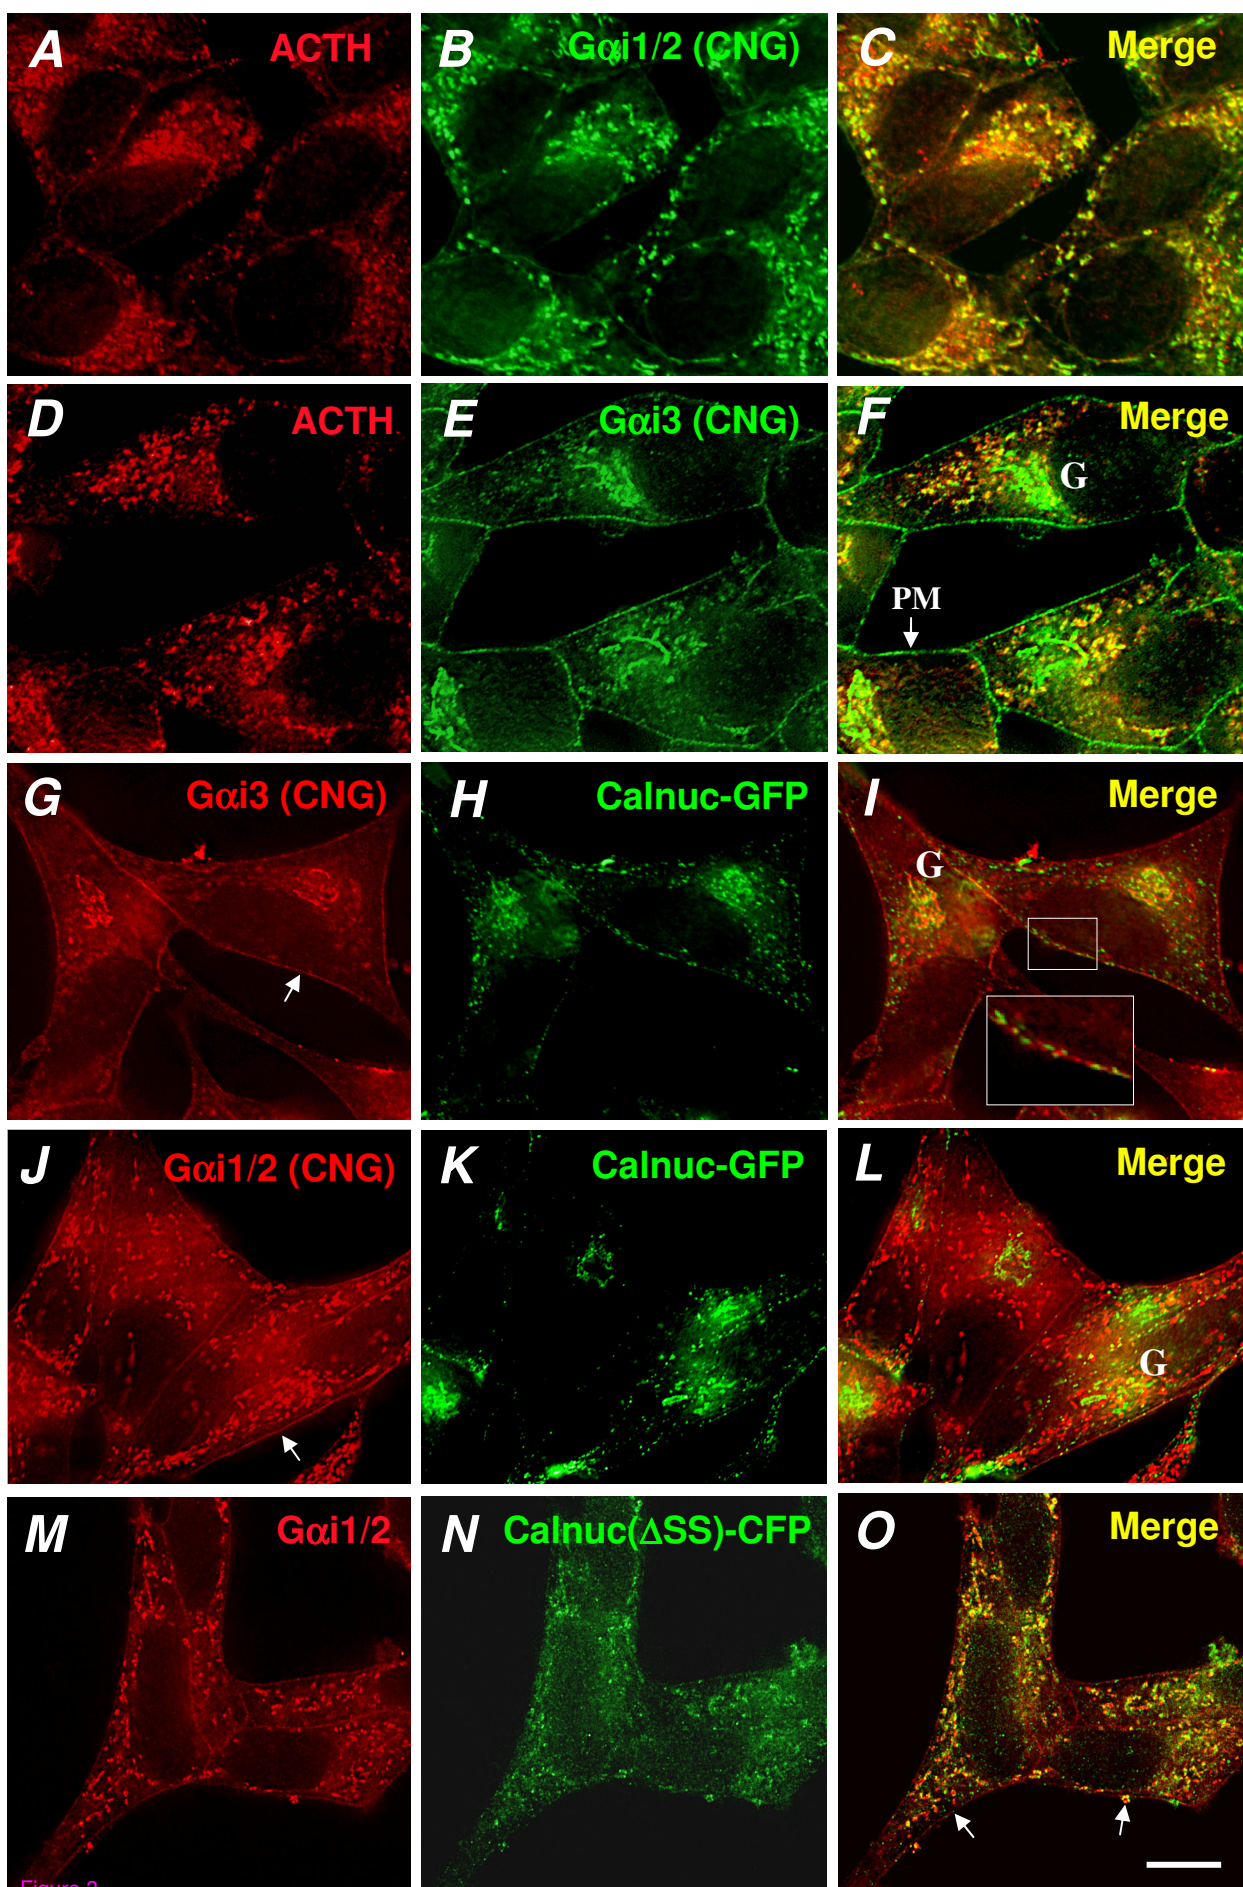 A ACTH
B Gαi1/2 (CNG)
C Merge
D ACTH
E Gαi3 (CNG)
F Merge
G
PM
G Gαi3 (CNG)
H Calnuc-GFP
I Merge
G
J Gαi1/2 (CNG)
K Calnuc-GFP
L Merge
G
M Gαi1/2
N Calnuc(ΔSS)-CFP
O Merge